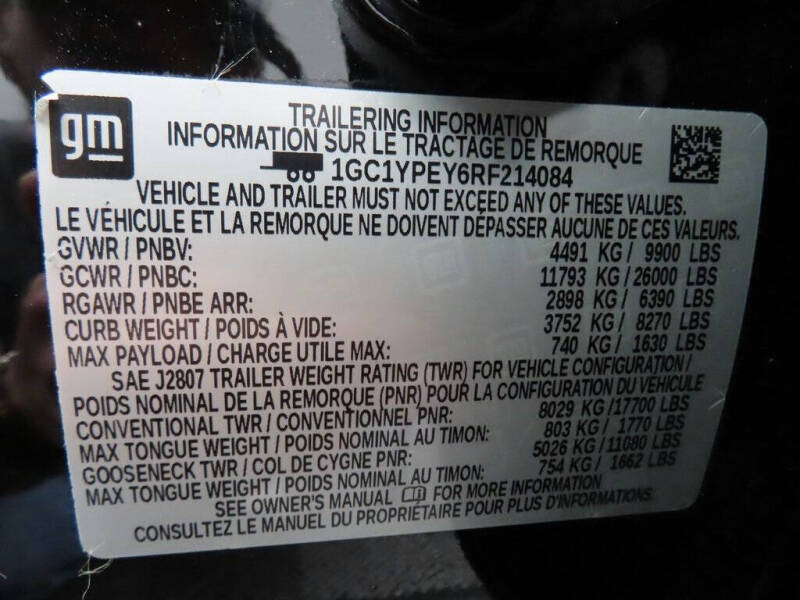 gm
TRAILERING INFORMATION
INFORMATION SUR LE TRACTAGE DE REMORQUE
1GC1YPEY6RF214084
VEHICLE AND TRAILER MUST NOT EXCEED ANY OF THESE VALUES.
LE VÉHICULE ET LA REMORQUE NE DOIVENT DÉPASSER AUCUNE DE CES VALEURS.
GVWR / PNBV: 4491 KG / 9900 LBS
GCWR / PNBC: 11793 KG / 26000 LBS
RGAWR / PNBE ARR: 2898 KG / 6390 LBS
CURB WEIGHT / POIDS À VIDE: 3752 KG / 8270 LBS
MAX PAYLOAD / CHARGE UTILE MAX: 740 KG / 1630 LBS
SAE J2807 TRAILER WEIGHT RATING (TWR) FOR VEHICLE CONFIGURATION /
POIDS NOMINAL DE LA REMORQUE (PNR) POUR LA CONFIGURATION DU VÉHICULE
CONVENTIONAL TWR / CONVENTIONNEL PNR: 8029 KG / 17700 LBS
MAX TONGUE WEIGHT / POIDS NOMINAL AU TIMON: 803 KG / 1770 LBS
GOOSENECK TWR / COL DE CYGNE PNR: 5026 KG / 11080 LBS
MAX TONGUE WEIGHT / POIDS NOMINAL AU TIMON: 754 KG / 1662 LBS
SEE OWNER'S MANUAL FOR MORE INFORMATION
CONSULTEZ LE MANUEL DU PROPRIÉTAIRE POUR PLUS D'INFORMATIONS.